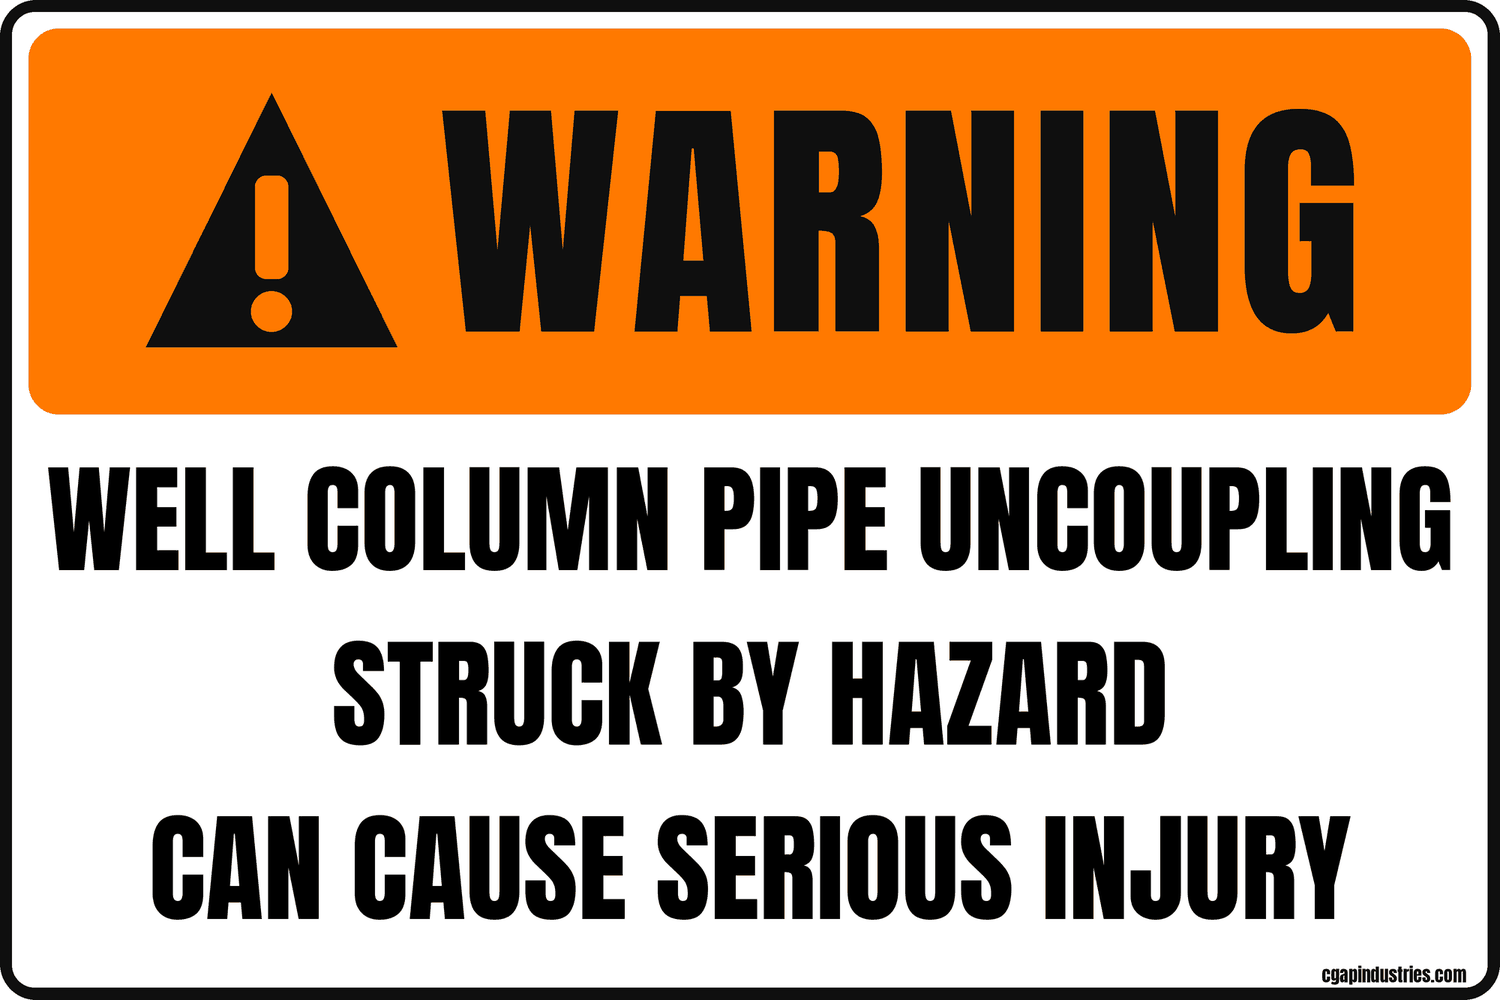 WARNING
WELL COLUMN PIPE UNCOUPLING
STRUCK BY HAZARD
CAN CAUSE SERIOUS INJURY
cgapindustries.com